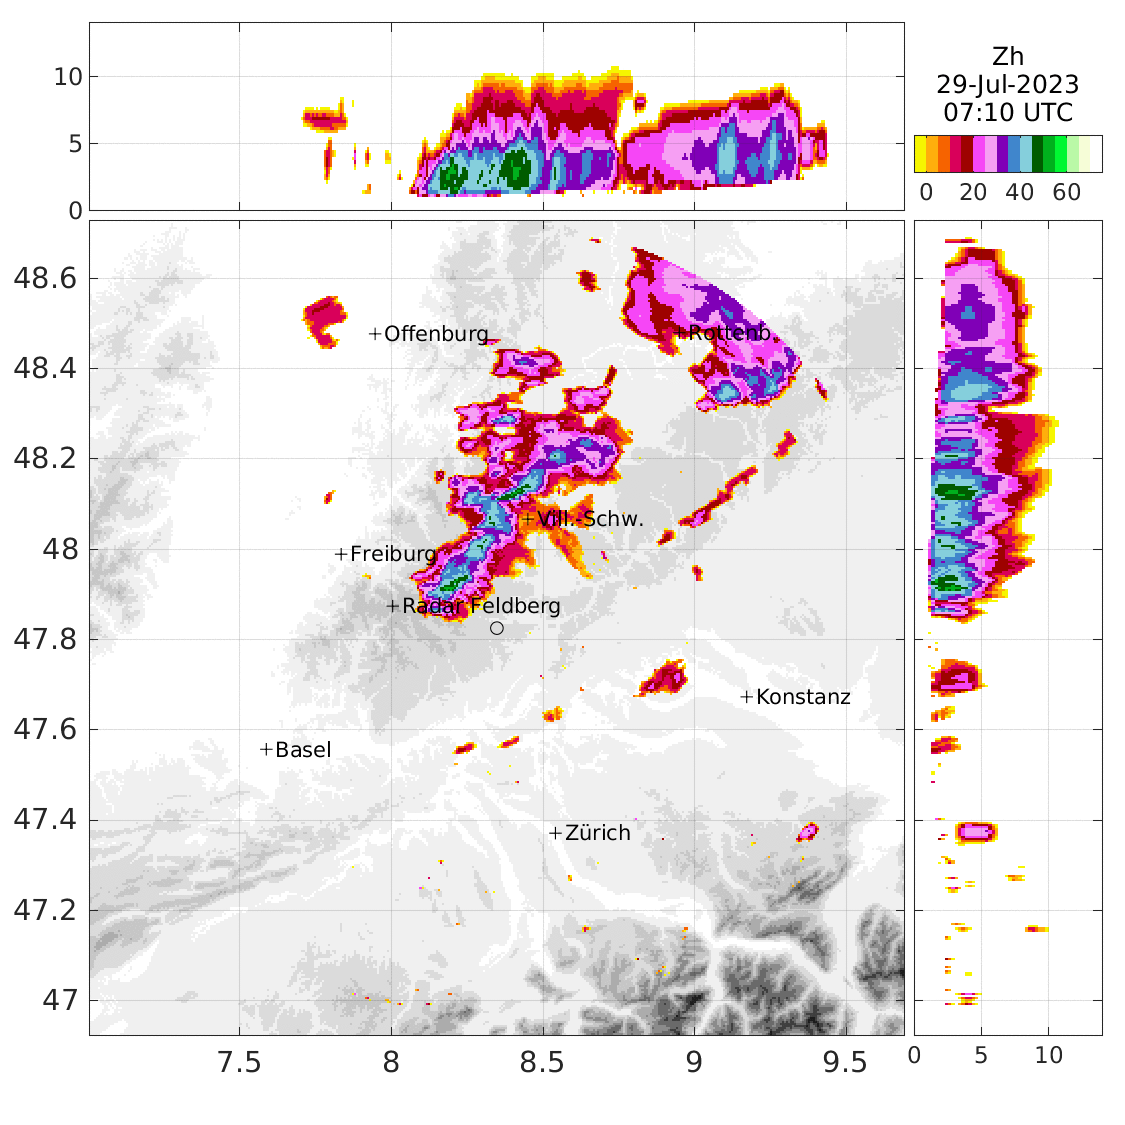 10
5
0
Zh
29-Jul-2023
07:10 UTC
0 20 40 60
48.6
48.4
48.2
48
47.8
47.6
47.4
47.2
47
+Offenburg
+Rottenb.
+Vill.-Schw.
+Freiburg
+Radar Feldberg
+Konstanz
+Basel
+Zürich
7.5 8 8.5 9 9.5
0 5 10